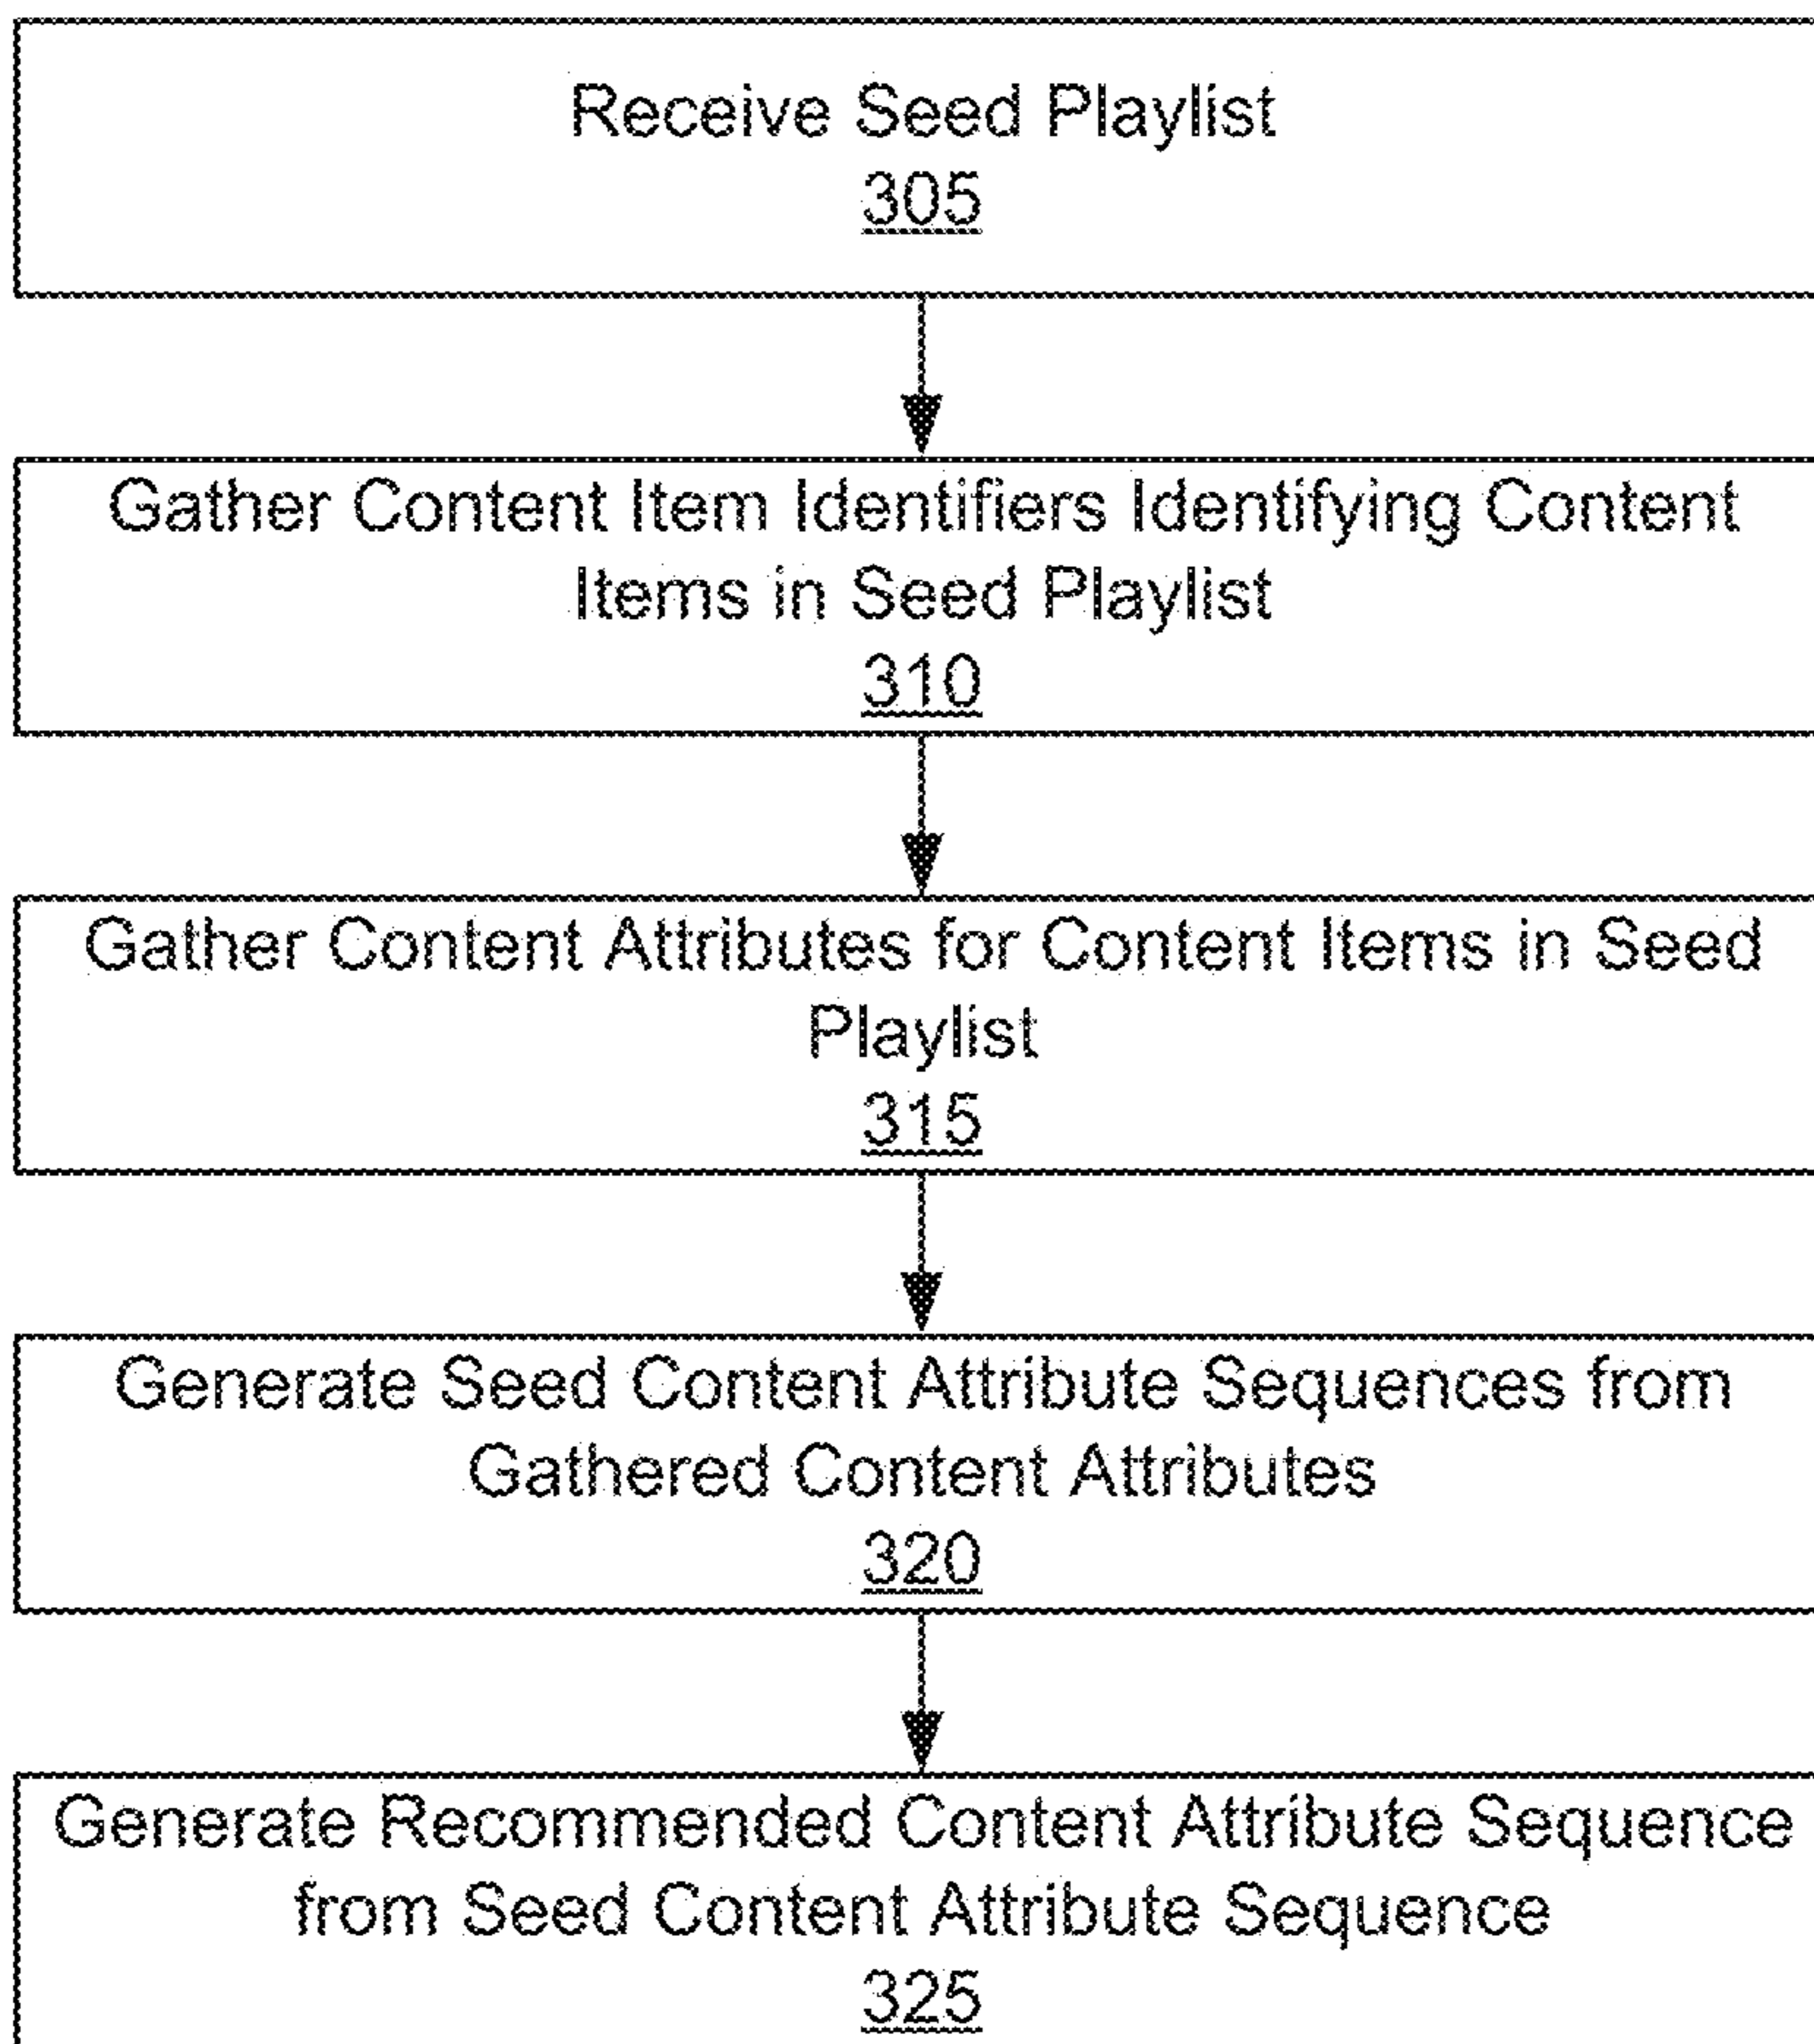 Receive Seed Playlist
305
Gather Content Item Identifiers Identifying Content
Items in Seed Playlist
310
Gather Content Attributes for Content Items in Seed
Playlist
315
Generate Seed Content Attribute Sequences from
Gathered Content Attributes
320
Generate Recommended Content Attribute Sequence
from Seed Content Attribute Sequence
325